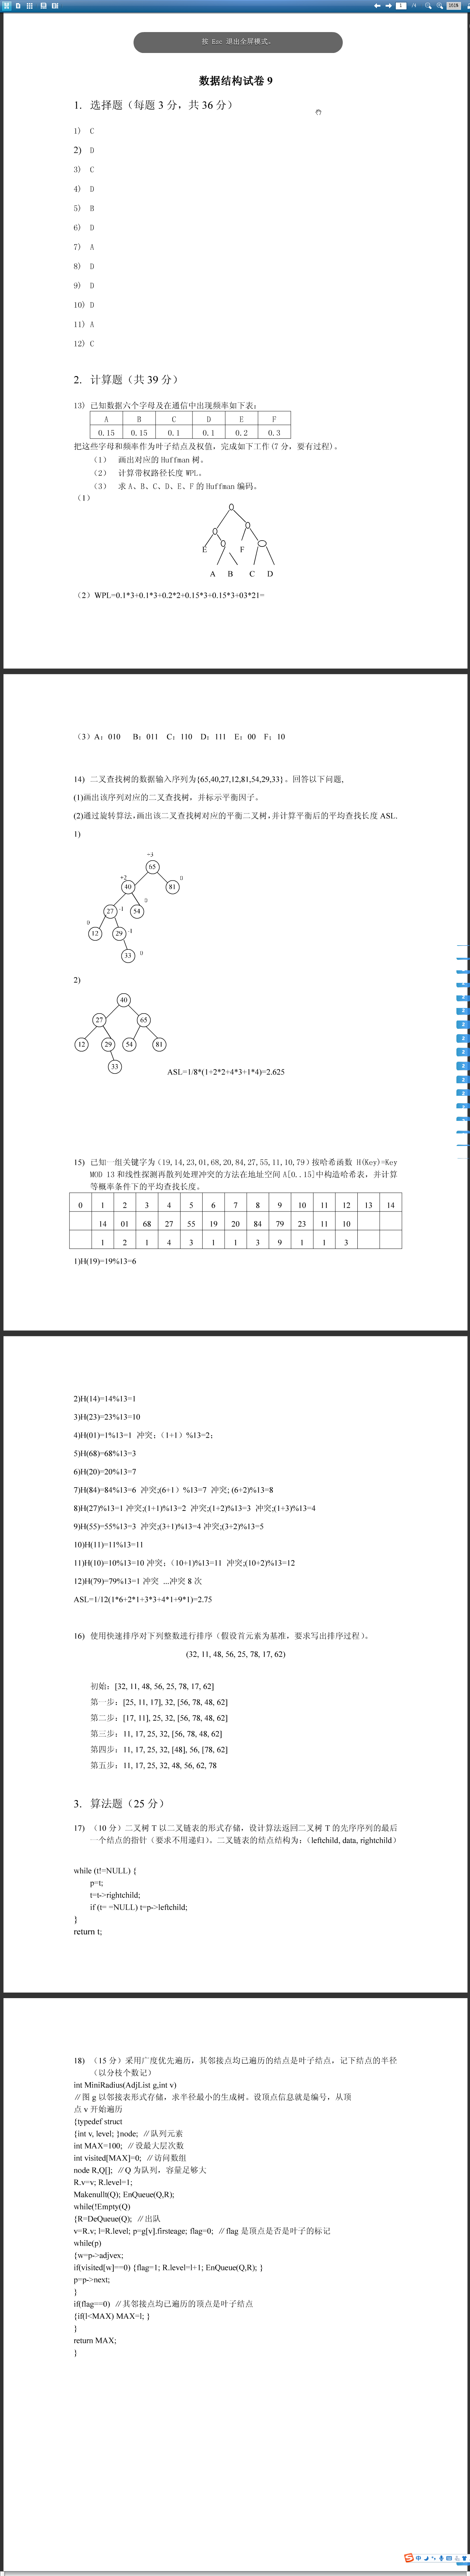 1 /4 101%
按 Esc 退出全屏模式。
数据结构试卷 9
1. 选择题（每题 3 分，共 36 分）
1) C
2) D
3) C
4) D
5) B
6) D
7) A
8) D
9) D
10) D
11) A
12) C
2. 计算题（共 39 分）
13) 已知数据六个字母及在通信中出现频率如下表：
A B C D E F
0.15 0.15 0.1 0.1 0.2 0.3
把这些字母和频率作为叶子结点及权值，完成如下工作(7 分，要有过程)。
（1） 画出对应的 Huffman 树。
（2） 计算带权路径长度 WPL。
（3） 求 A、B、C、D、E、F 的 Huffman 编码。
（1）
E F
A B C D
（2）WPL=0.1*3+0.1*3+0.2*2+0.15*3+0.15*3+03*21=
（3)A：010 B：011 C：110 D：111 E：00 F：10
14) 二叉查找树的数据输入序列为{65,40,27,12,81,54,29,33}。回答以下问题,
(1)画出该序列对应的二叉查找树，并标示平衡因子。
(2)通过旋转算法，画出该二叉查找树对应的平衡二叉树，并计算平衡后的平均查找长度 ASL.
1)
+3
65
+2 0
40 81
0
27 -1 54
0
12 29 -1
33 0
2)
40
27 65
12 29 54 81
33
ASL=1/8*(1+2*2+4*3+1*4)=2.625
15) 已知一组关键字为(19,14,23,01,68,20,84,27,55,11,10,79)按哈希函数 H(Key)=Key
MOD 13 和线性探测再散列处理冲突的方法在地址空间 A[0..15]中构造哈希表，并计算
等概率条件下的平均查找长度。
0 1 2 3 4 5 6 7 8 9 10 11 12 13 14
14 01 68 27 55 19 20 84 79 23 11 10
1 2 1 4 3 1 1 3 9 1 1 3
1)H(19)=19%13=6
2)H(14)=14%13=1
3)H(23)=23%13=10
4)H(01)=1%13=1 冲突;（1+1）%13=2；
5)H(68)=68%13=3
6)H(20)=20%13=7
7)H(84)=84%13=6 冲突;(6+1）%13=7 冲突; (6+2)%13=8
8)H(27)%13=1 冲突;(1+1)%13=2 冲突;(1+2)%13=3 冲突;(1+3)%13=4
9)H(55)=55%13=3 冲突;(3+1)%13=4 冲突;(3+2)%13=5
10)H(11)=11%13=11
11)H(10)=10%13=10 冲突;（10+1)%13=11 冲突;(10+2)%13=12
12)H(79)=79%13=1 冲突 ...冲突 8 次
ASL=1/12(1*6+2*1+3*3+4*1+9*1)=2.75
16) 使用快速排序对下列整数进行排序（假设首元素为基准，要求写出排序过程）。
(32, 11, 48, 56, 25, 78, 17, 62)
初始：[32, 11, 48, 56, 25, 78, 17, 62]
第一步：[25, 11, 17], 32, [56, 78, 48, 62]
第二步：[17, 11], 25, 32, [56, 78, 48, 62]
第三步：11, 17, 25, 32, [56, 78, 48, 62]
第四步：11, 17, 25, 32, [48], 56, [78, 62]
第五步：11, 17, 25, 32, 48, 56, 62, 78
3. 算法题（25 分）
17) （10 分）二叉树 T 以二叉链表的形式存储，设计算法返回二叉树 T 的先序序列的最后
一个结点的指针（要求不用递归）。二叉链表的结点结构为：（leftchild, data, rightchild）
while (t!=NULL) {
p=t;
t=t->rightchild;
if (t= =NULL) t=p->leftchild;
}
return t;
18) （15 分）采用广度优先遍历，其邻接点均已遍历的结点是叶子结点，记下结点的半径
（以分枝个数记）
int MiniRadius(AdjList g,int v)
∥图 g 以邻接表形式存储，求半径最小的生成树。设顶点信息就是编号，从顶
点 v 开始遍历
{typedef struct
{int v, level; }node; ∥队列元素
int MAX=100; ∥设最大层次数
int visited[MAX]=0; ∥访问数组
node R,Q[]; ∥Q 为队列，容量足够大
R.v=v; R.level=1;
Makenullt(Q); EnQueue(Q,R);
while(!Empty(Q)
{R=DeQueue(Q); ∥出队
v=R.v; l=R.level; p=g[v].firsteage; flag=0; ∥flag 是顶点是否是叶子的标记
while(p)
{w=p->adjvex;
if(visited[w]==0) {flag=1; R.level=l+1; EnQueue(Q,R); }
p=p->next;
}
if(flag==0) ∥其邻接点均已遍历的顶点是叶子结点
{if(l<MAX) MAX=l; }
}
return MAX;
}
中